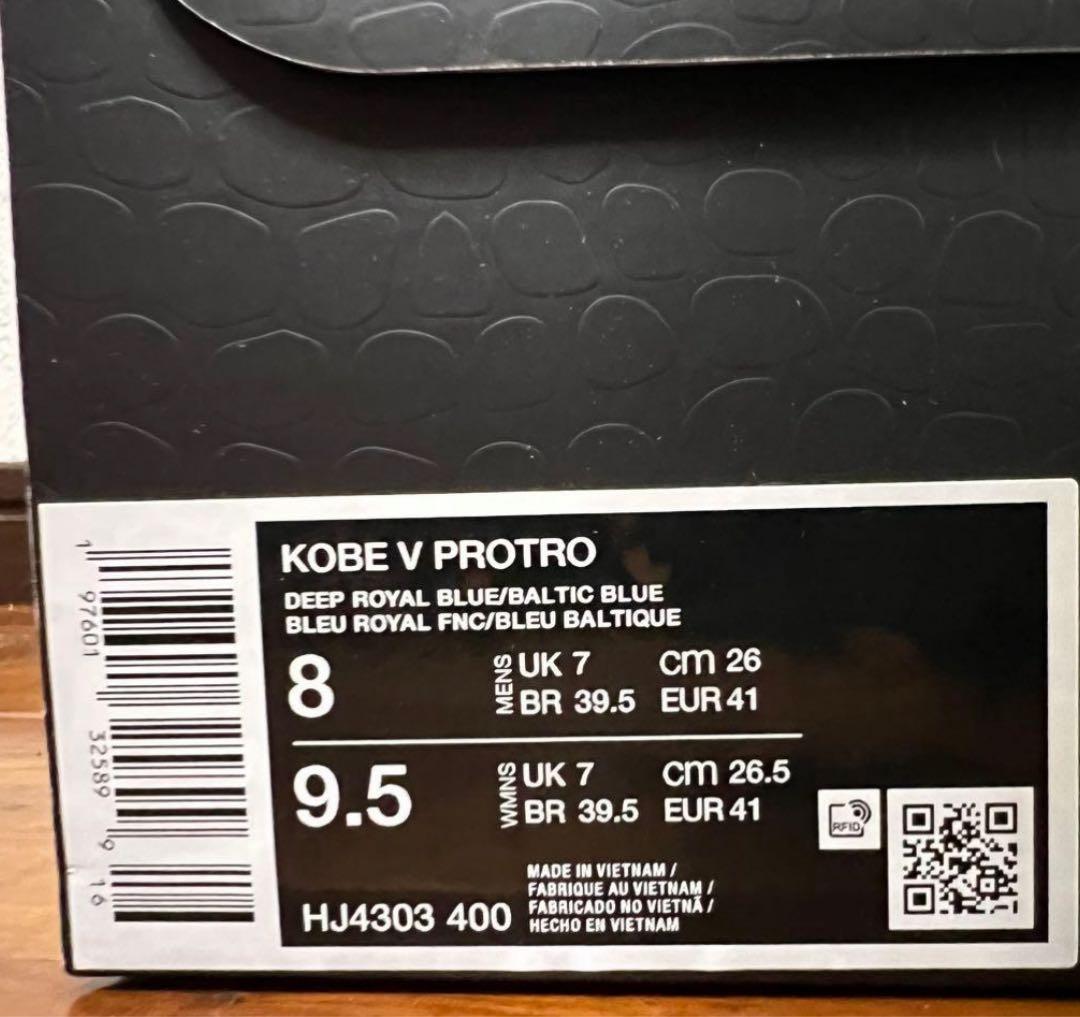 KOBE V PROTRO
DEEP ROYAL BLUE/BALTIC BLUE
BLEU ROYAL FNC/BLEU BALTIQUE
8 MENS UK 7 cm 26
BR 39.5 EUR 41
9.5 WMNS UK 7 cm 26.5
BR 39.5 EUR 41
RFID
MADE IN VIETNAM /
FABRIQUE AU VIETNAM /
FABRICADO NO VIETNÃ /
HECHO EN VIETNAM
HJ4303 400
1 97601 32589 9 16